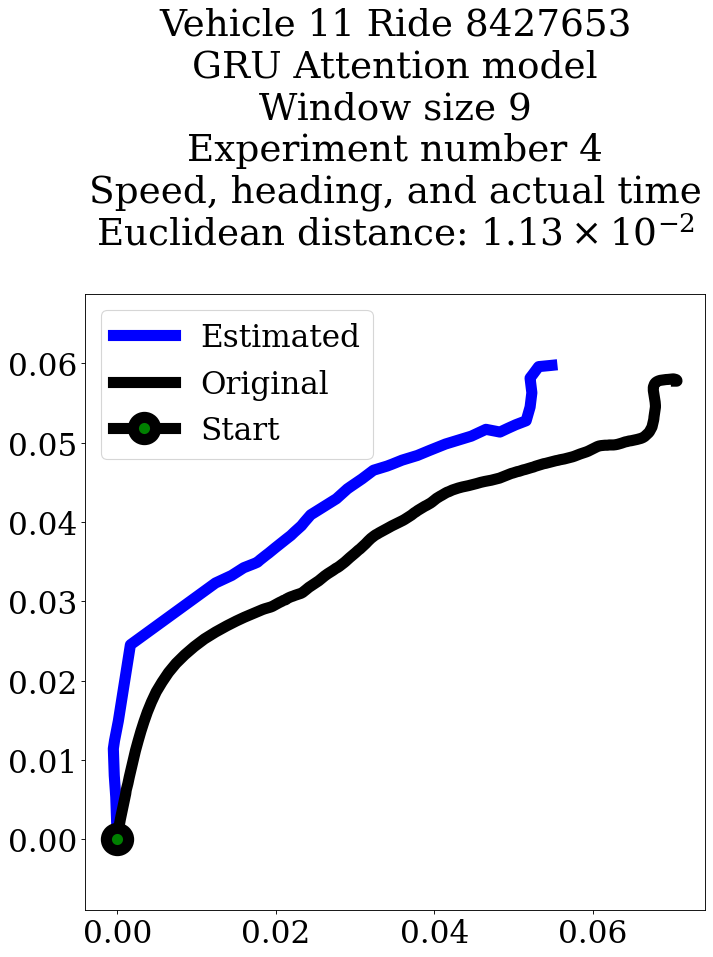 Vehicle 11 Ride 8427653
GRU Attention model
Window size 9
Experiment number 4
Speed, heading, and actual time
Euclidean distance: 1.13 × 10⁻²
Estimated
Original
Start
0.06
0.05
0.04
0.03
0.02
0.01
0.00
0.00 0.02 0.04 0.06